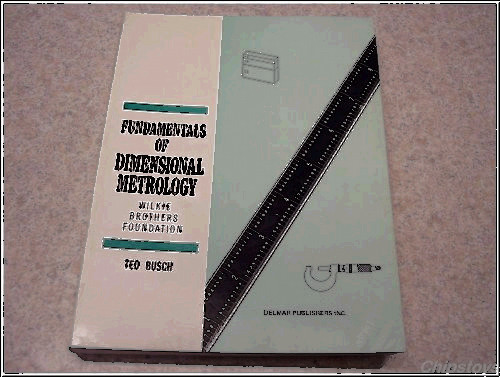 FUNDAMENTALS
OF
DIMENSIONAL
METROLOGY
WILKIE
BROTHERS
FOUNDATION
TED BUSCH
DELMAR PUBLISHERS INC.